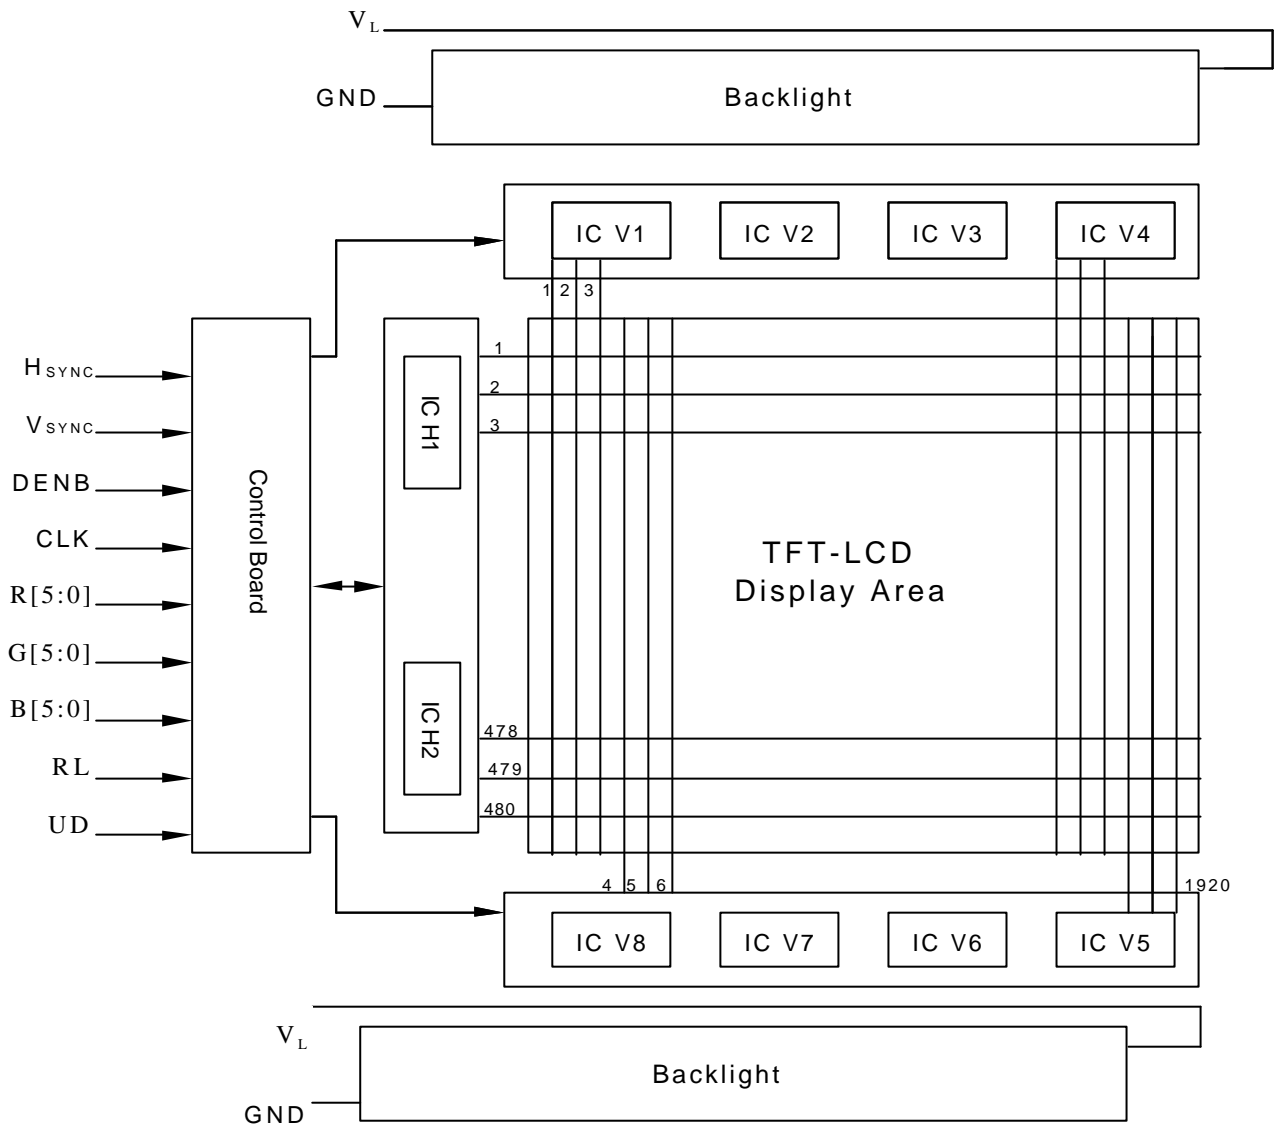 VL
GND
Backlight
IC V1
IC V2
IC V3
IC V4
1
2
3
1
2
3
HSYNC
VSYNC
DENB
CLK
R[5:0]
G[5:0]
B[5:0]
RL
UD
Control Board
IC H1
IC H2
TFT-LCD
Display Area
478
479
480
4
5
6
1920
IC V8
IC V7
IC V6
IC V5
VL
Backlight
GND